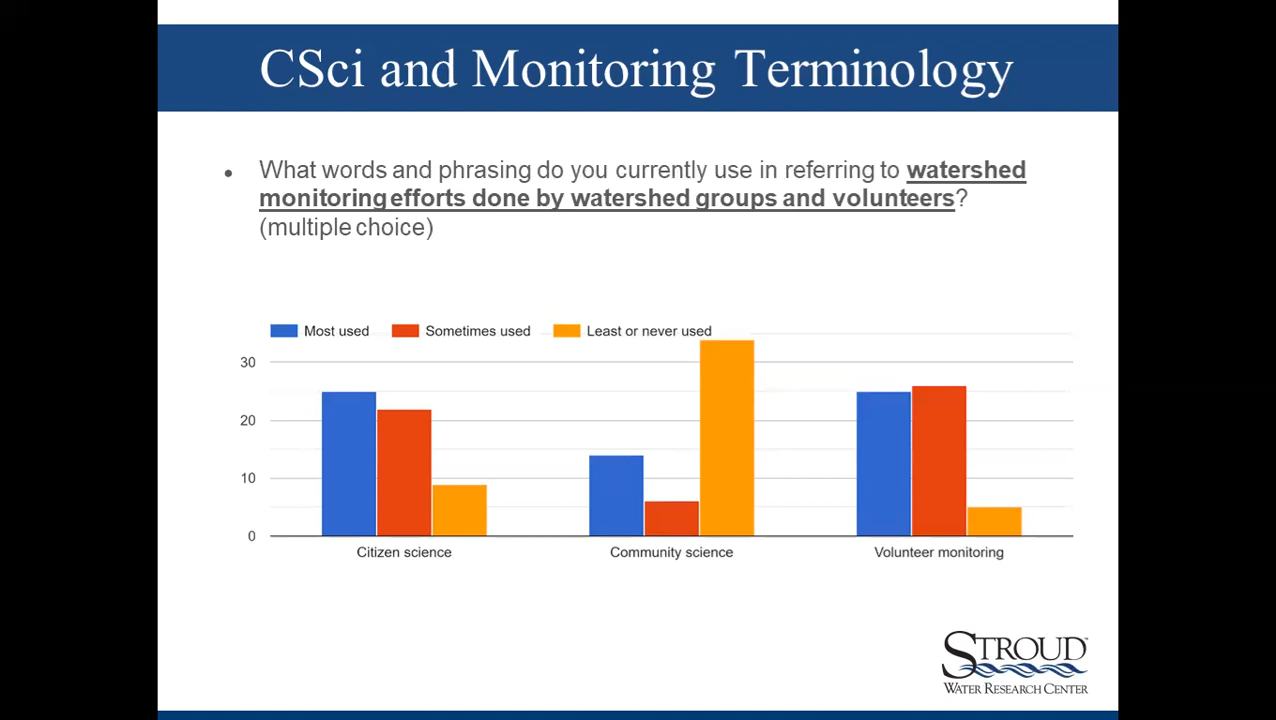 CSci and Monitoring Terminology
• What words and phrasing do you currently use in referring to watershed
monitoring efforts done by watershed groups and volunteers?
(multiple choice)
Most used Sometimes used Least or never used
30
20
10
0
Citizen science Community science Volunteer monitoring
STROUD™
WATER RESEARCH CENTER